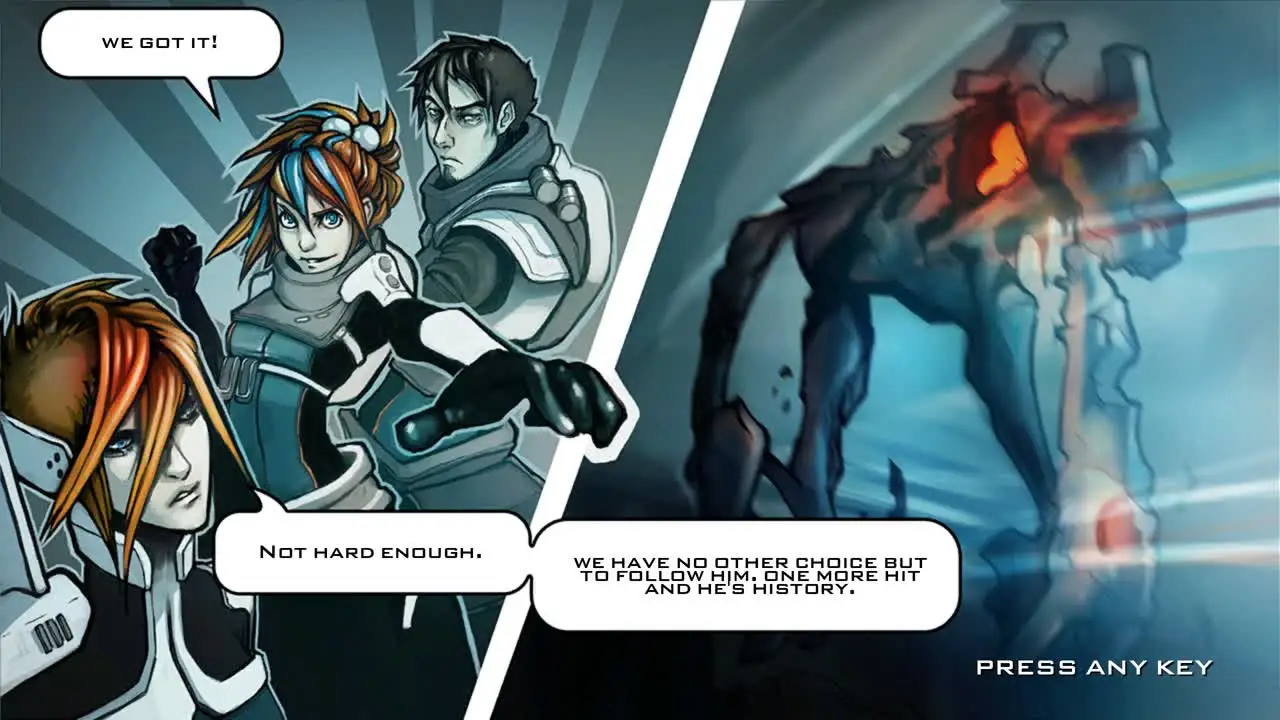 WE GOT IT!
NOT HARD ENOUGH.
WE HAVE NO OTHER CHOICE BUT
TO FOLLOW HIM. ONE MORE HIT
AND HE'S HISTORY.
PRESS ANY KEY